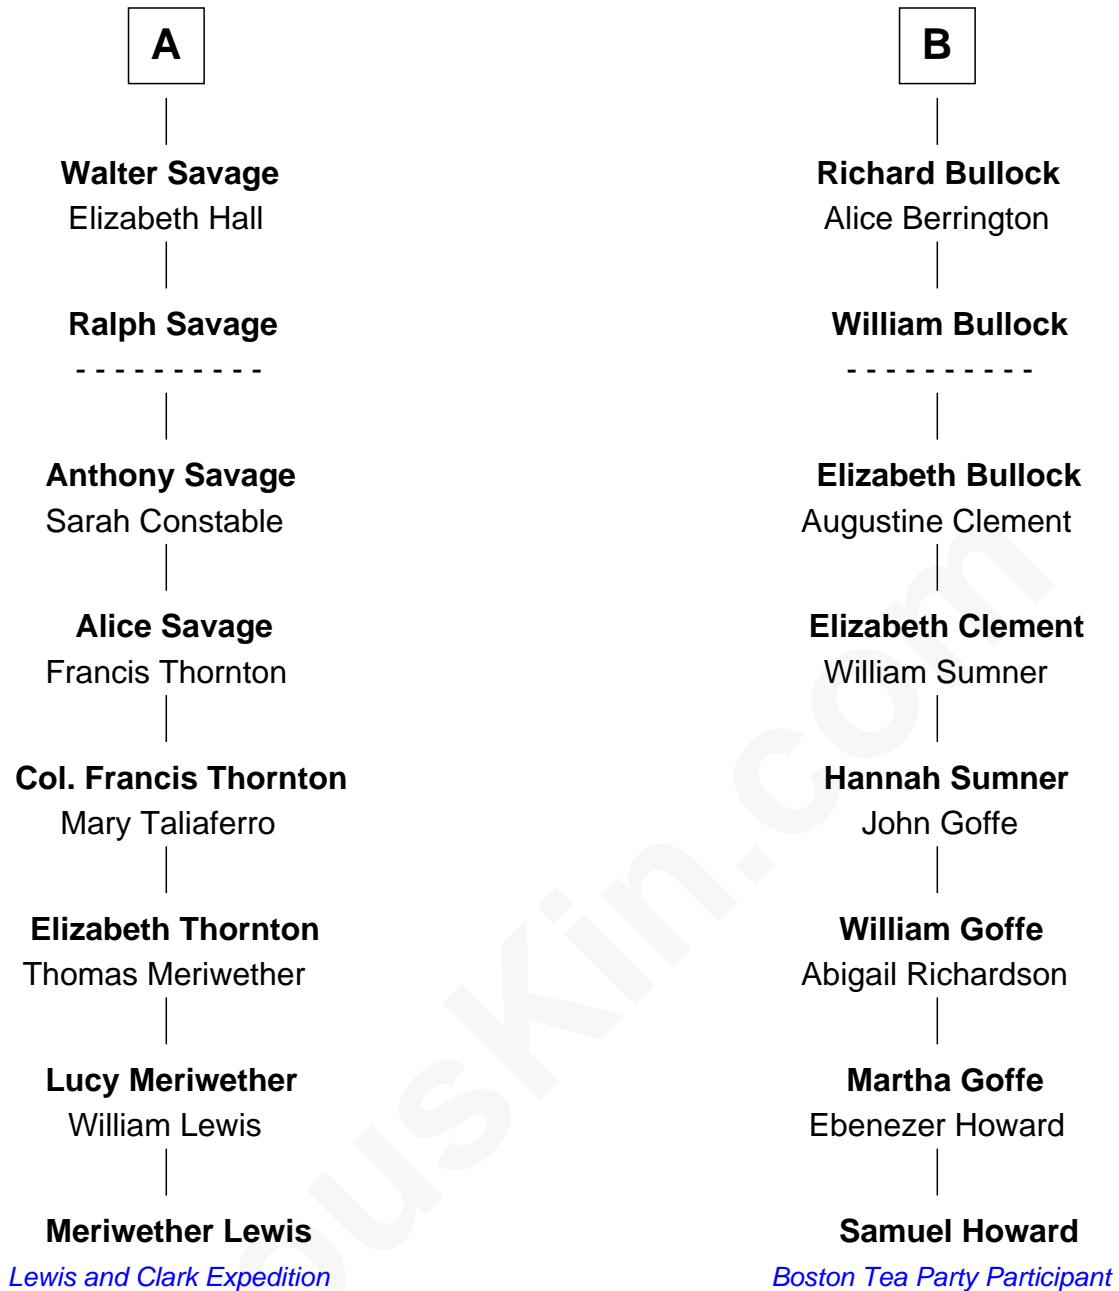 A
Walter Savage
Elizabeth Hall
Ralph Savage
- - - - - - - - - -
Anthony Savage
Sarah Constable
Alice Savage
Francis Thornton
Col. Francis Thornton
Mary Taliaferro
Elizabeth Thornton
Thomas Meriwether
Lucy Meriwether
William Lewis
Meriwether Lewis
Lewis and Clark Expedition
B
Richard Bullock
Alice Berrington
William Bullock
- - - - - - - - - -
Elizabeth Bullock
Augustine Clement
Elizabeth Clement
William Sumner
Hannah Sumner
John Goffe
William Goffe
Abigail Richardson
Martha Goffe
Ebenezer Howard
Samuel Howard
Boston Tea Party Participant
ouskin.com